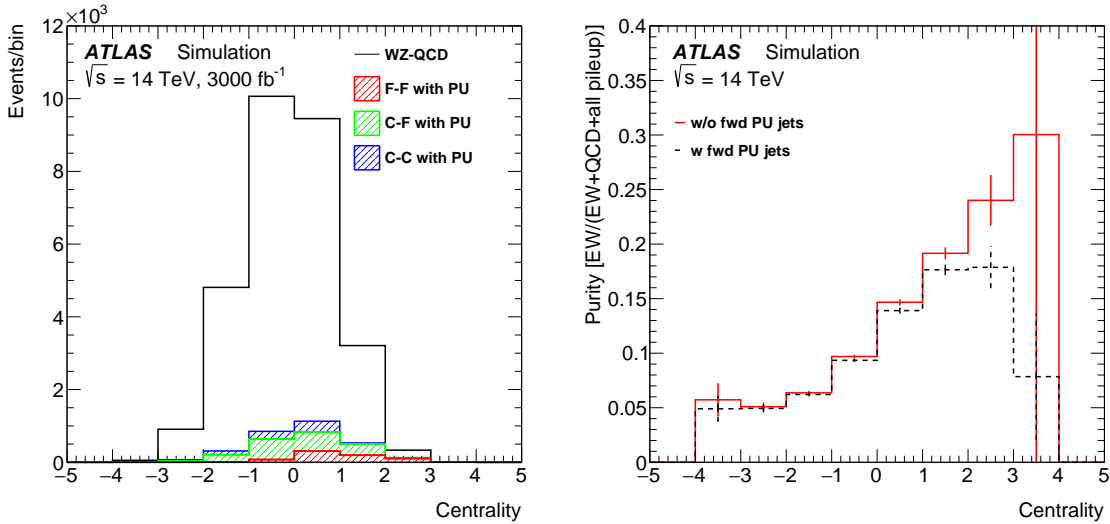 12 ×10³
ATLAS Simulation
√s = 14 TeV, 3000 fb⁻¹
WZ-QCD
F-F with PU
C-F with PU
C-C with PU
Events/bin
10
8
6
4
2
0
−5 −4 −3 −2 −1 0 1 2 3 4 5
Centrality
ATLAS Simulation
√s = 14 TeV
w/o fwd PU jets
w fwd PU jets
Purity [EW/(EW+QCD+all pileup)]
0.4
0.35
0.3
0.25
0.2
0.15
0.1
0.05
0
−5 −4 −3 −2 −1 0 1 2 3 4 5
Centrality